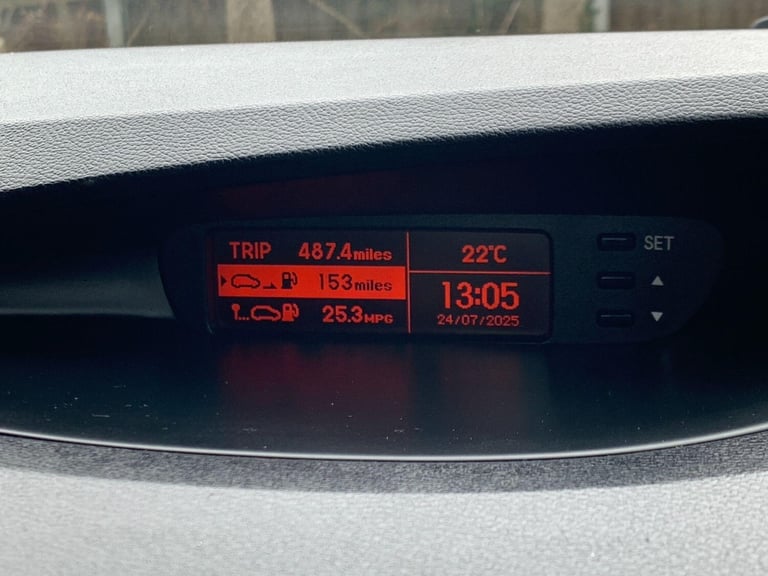 TRIP 487.4miles
153miles
25.3MPG
22°C
13:05
24/07/2025
SET